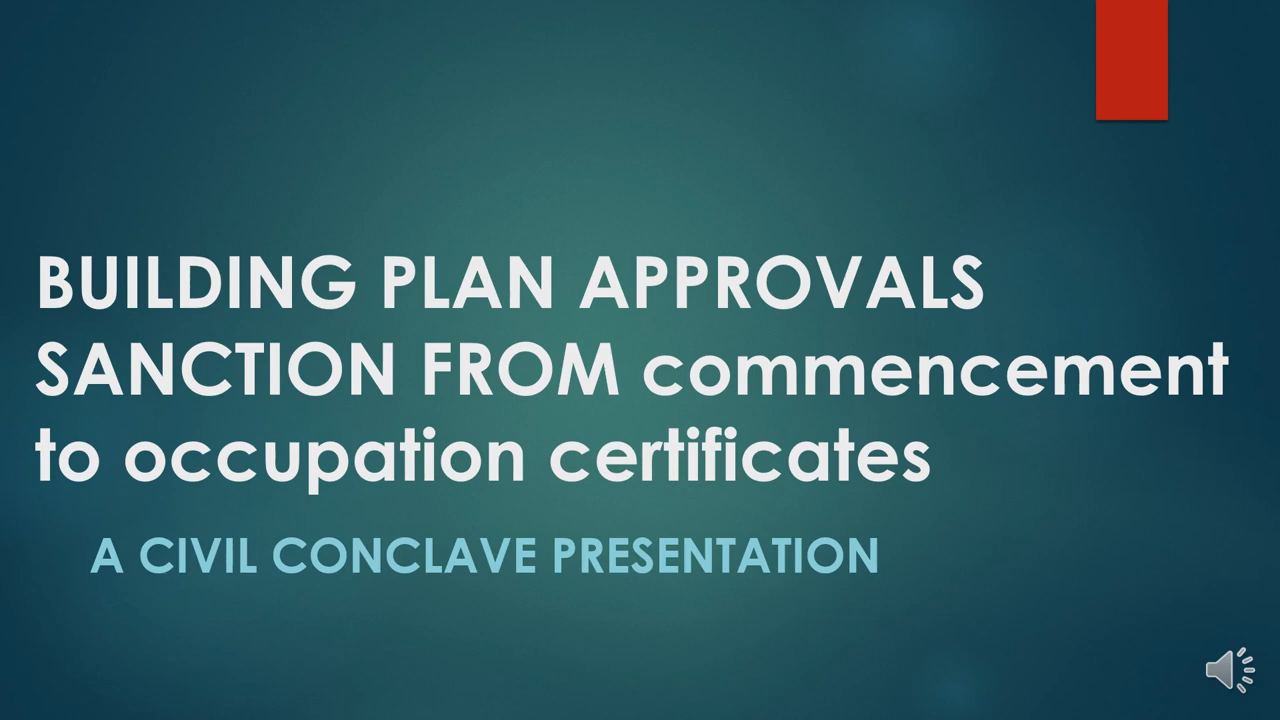 BUILDING PLAN APPROVALS
SANCTION FROM commencement
to occupation certificates
A CIVIL CONCLAVE PRESENTATION